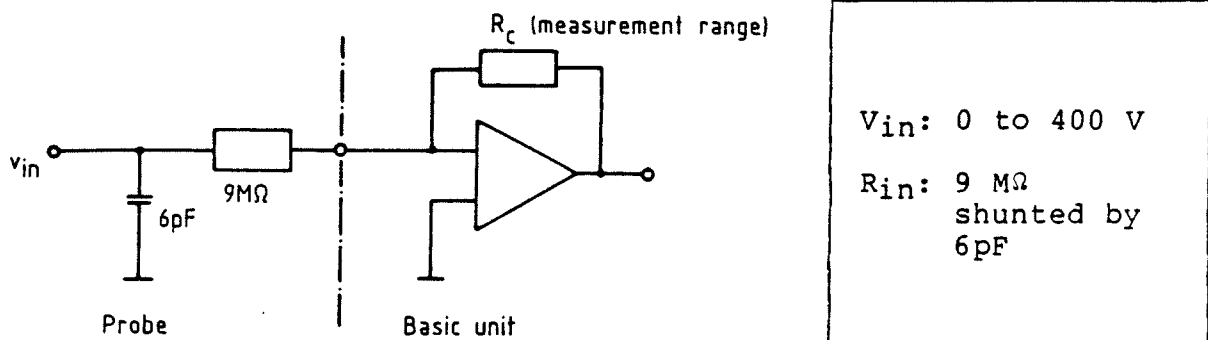 R_C (measurement range)
v_in
9MΩ
6pF
Probe
Basic unit
V_in: 0 to 400 V
R_in: 9 MΩ
shunted by
6pF